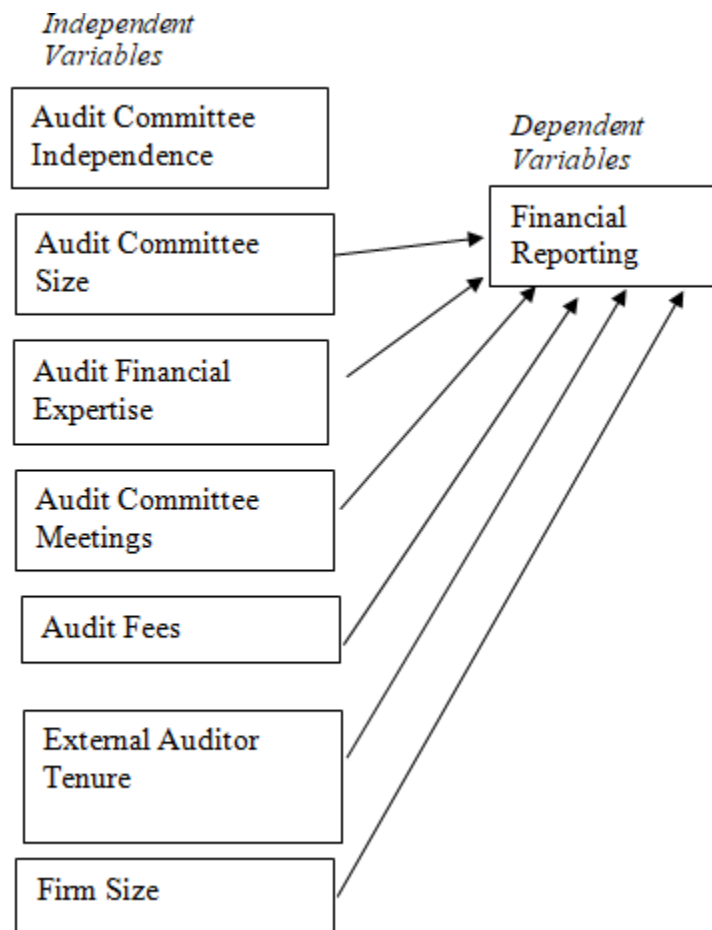 Independent
Variables
Audit Committee
Independence
Audit Committee
Size
Audit Financial
Expertise
Audit Committee
Meetings
Audit Fees
External Auditor
Tenure
Firm Size
Dependent
Variables
Financial
Reporting